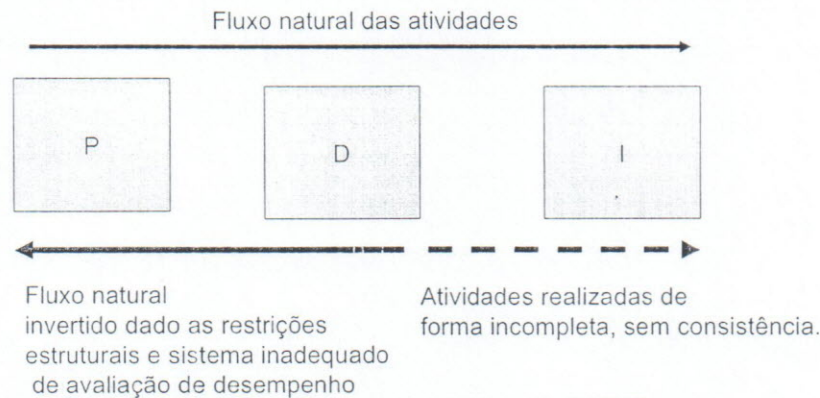 Fluxo natural das atividades
P
D
I
Fluxo natural
invertido dado as restrições
estruturais e sistema inadequado
de avaliação de desempenho
Atividades realizadas de
forma incompleta, sem consistência.